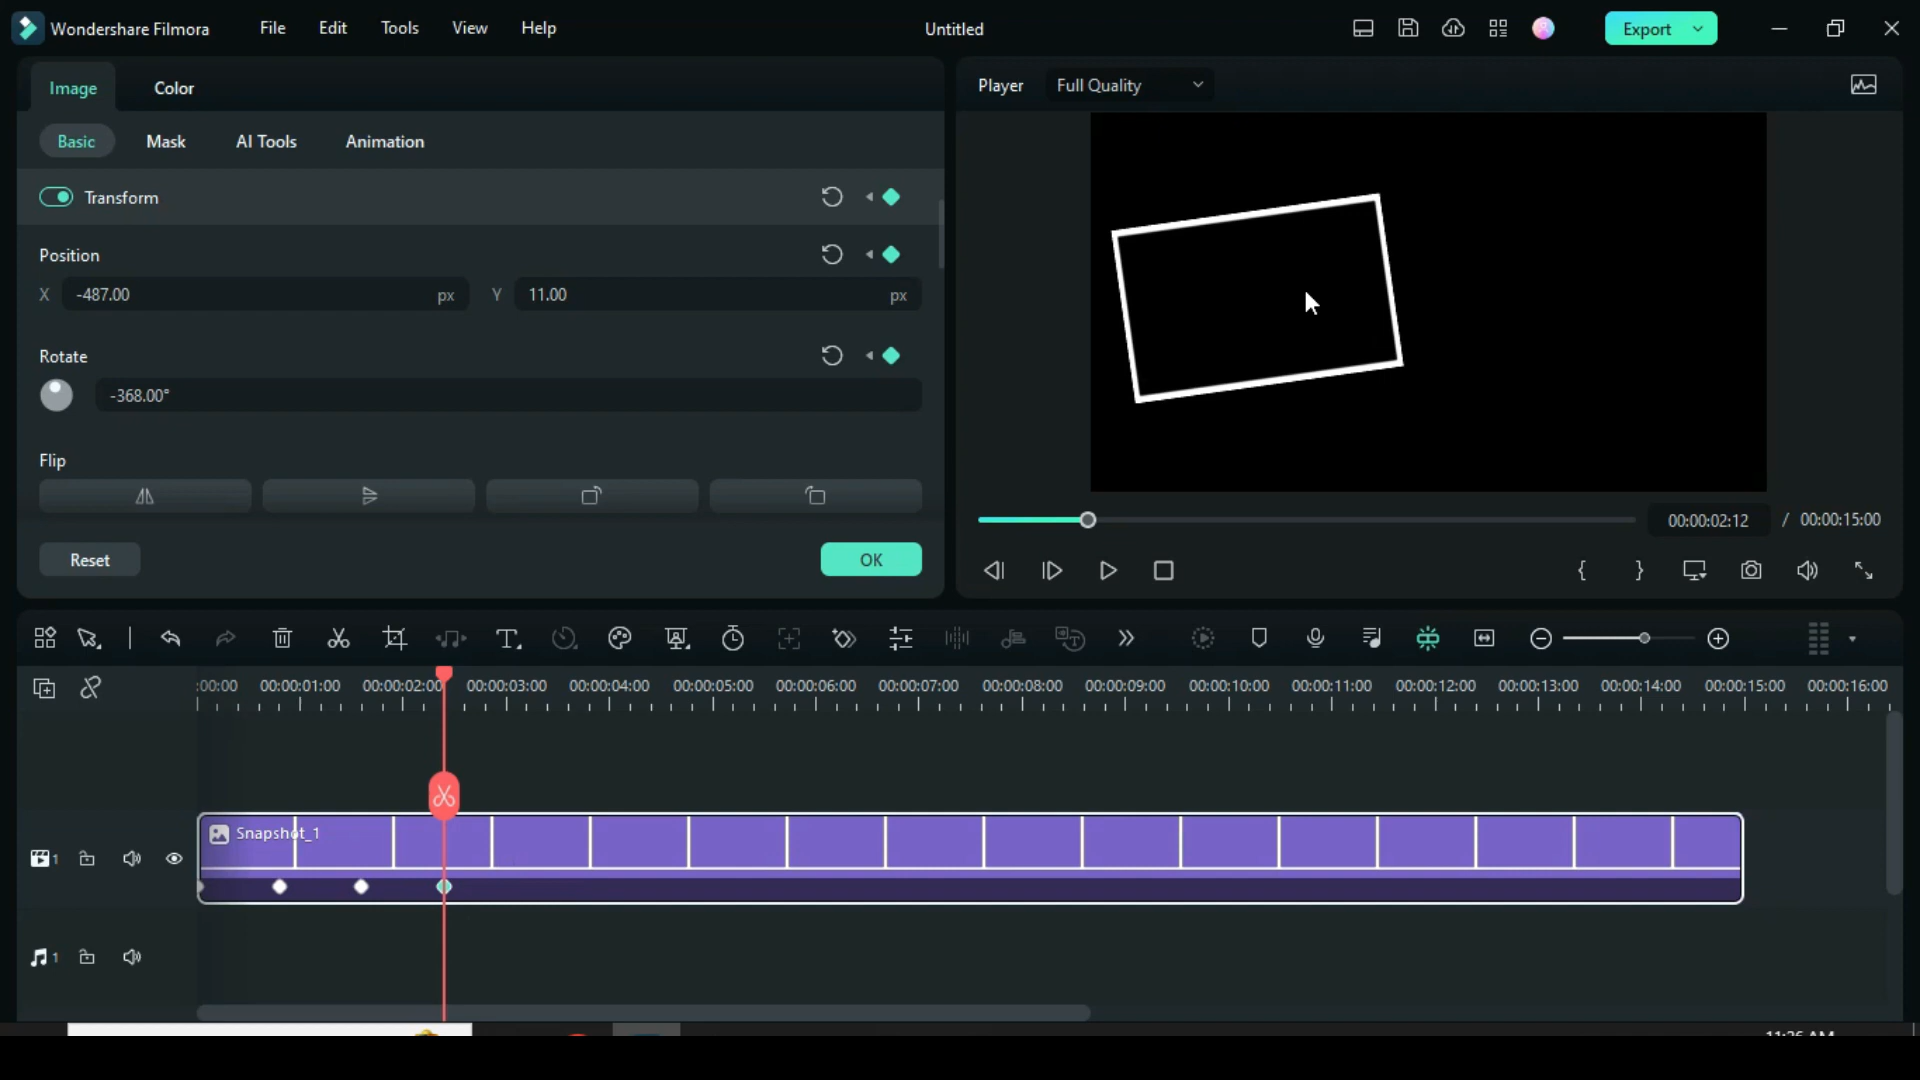 Wondershare Filmora File Edit Tools View Help Untitled Export
Image Color
Player Full Quality
Basic Mask AI Tools Animation
Transform
Position
X -487.00 px Y 11.00 px
Rotate
-368.00°
Flip
00:00:02:12 / 00:00:15:00
Reset OK
:00:00 00:00:01:00 00:00:02:00 00:00:03:00 00:00:04:00 00:00:05:00 00:00:06:00 00:00:07:00 00:00:08:00 00:00:09:00 00:00:10:00 00:00:11:00 00:00:12:00 00:00:13:00 00:00:14:00 00:00:15:00 00:00:16:00
Snapshot_1
1
1